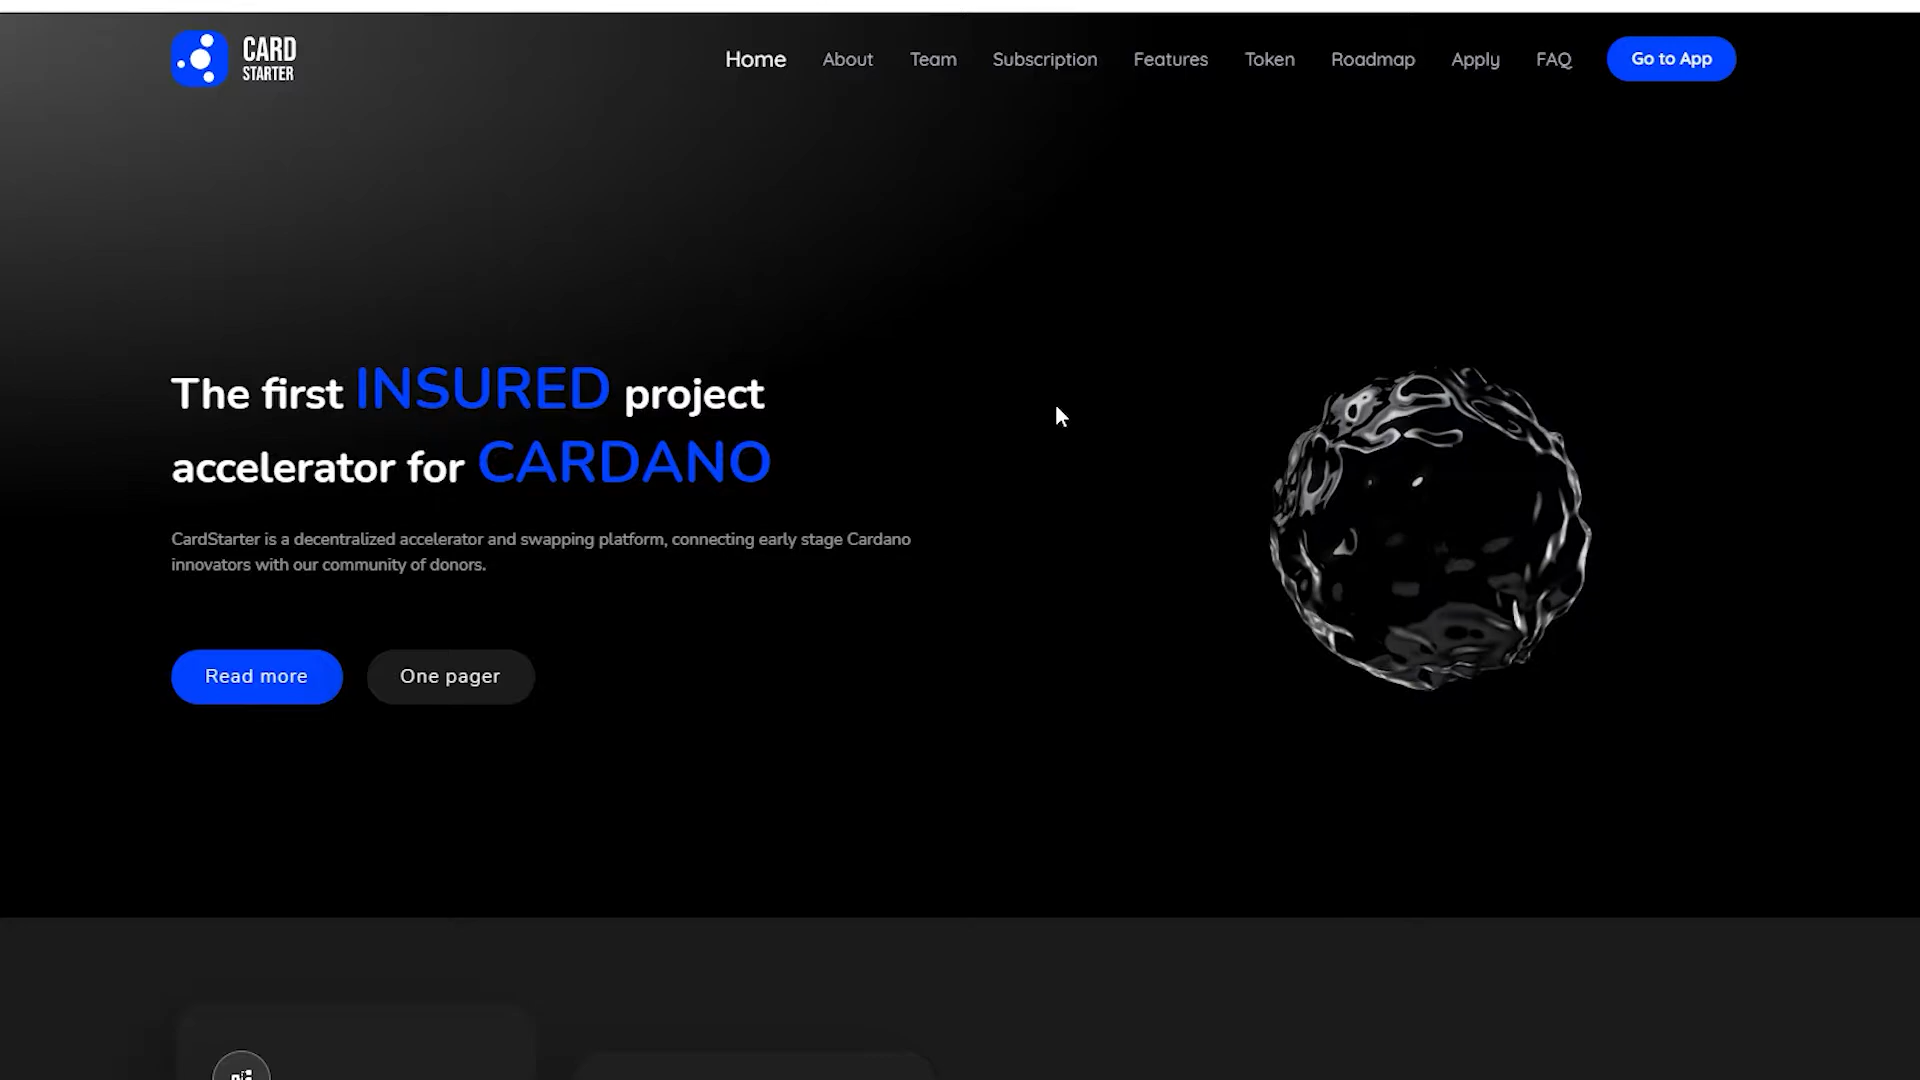 CARD
STARTER
Home About Team Subscription Features Token Roadmap Apply FAQ Go to App
The first INSURED project
accelerator for CARDANO
CardStarter is a decentralized accelerator and swapping platform, connecting early stage Cardano
innovators with our community of donors.
Read more One pager